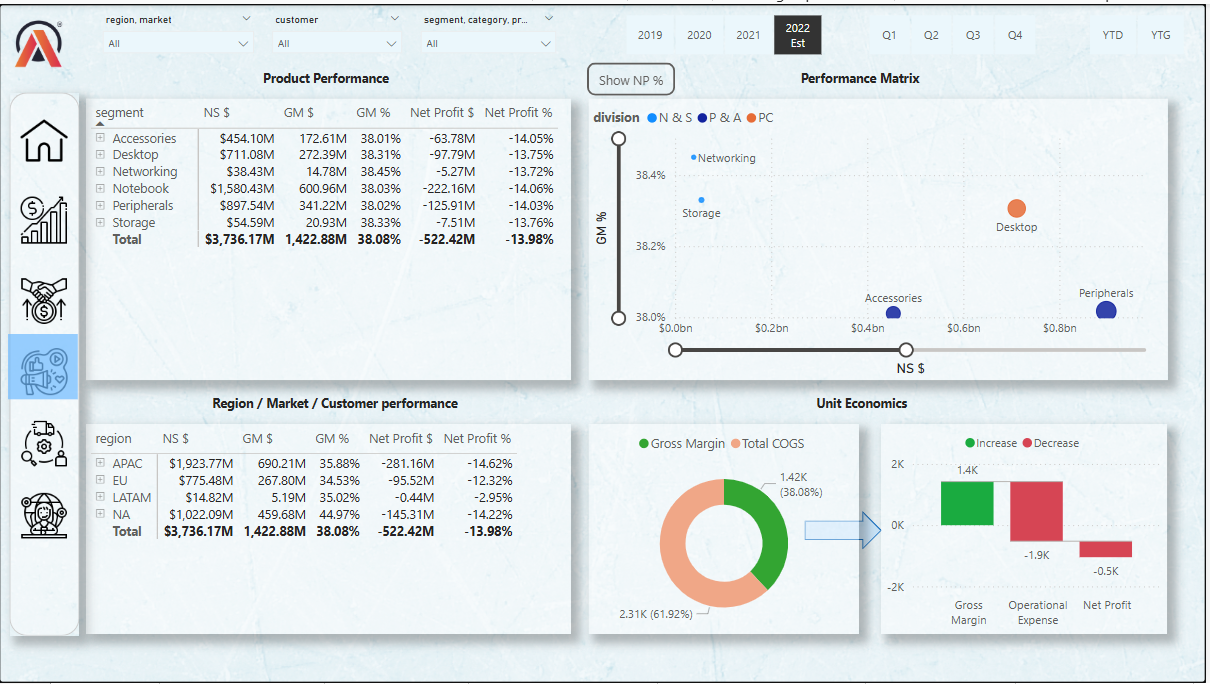 region, market
customer
segment, category, pr...
All
All
All
2019 2020 2021 2022 Est
Q1 Q2 Q3 Q4
YTD YTG
Product Performance
segment NS $ GM $ GM % Net Profit $ Net Profit %
Accessories $454.10M 172.61M 38.01% -63.78M -14.05%
Desktop $711.08M 272.39M 38.31% -97.79M -13.75%
Networking $38.43M 14.78M 38.45% -5.27M -13.72%
Notebook $1,580.43M 600.96M 38.03% -222.16M -14.06%
Peripherals $897.54M 341.22M 38.02% -125.91M -14.03%
Storage $54.59M 20.93M 38.33% -7.51M -13.76%
Total $3,736.17M 1,422.88M 38.08% -522.42M -13.98%
Show NP %
Performance Matrix
division N & S P & A PC
GM %
38.4%
38.2%
38.0%
Networking
Storage
Desktop
Accessories
Peripherals
$0.0bn $0.2bn $0.4bn $0.6bn $0.8bn
NS $
Region / Market / Customer performance
region NS $ GM $ GM % Net Profit $ Net Profit %
APAC $1,923.77M 690.21M 35.88% -281.16M -14.62%
EU $775.48M 267.80M 34.53% -95.52M -12.32%
LATAM $14.82M 5.19M 35.02% -0.44M -2.95%
NA $1,022.09M 459.68M 44.97% -145.31M -14.22%
Total $3,736.17M 1,422.88M 38.08% -522.42M -13.98%
Unit Economics
Gross Margin Total COGS
1.42K
(38.08%)
2.31K (61.92%)
Increase Decrease
2K
0K
-2K
1.4K
-1.9K
-0.5K
Gross
Margin
Operational
Expense
Net Profit